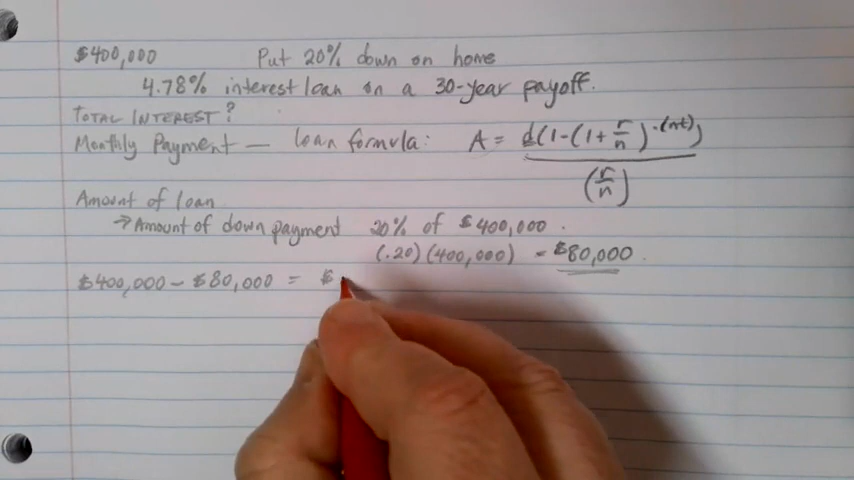 $400,000 Put 20% down on home
4.78% interest loan on a 30-year payoff.
TOTAL INTEREST?
Monthly Payment — loan formula: A = d(1-(1+r/n)^-(nt)) / (r/n)
Amount of loan
→ Amount of down payment 20% of $400,000.
(.20)(400,000) = $80,000.
$400,000 - $80,000 = $